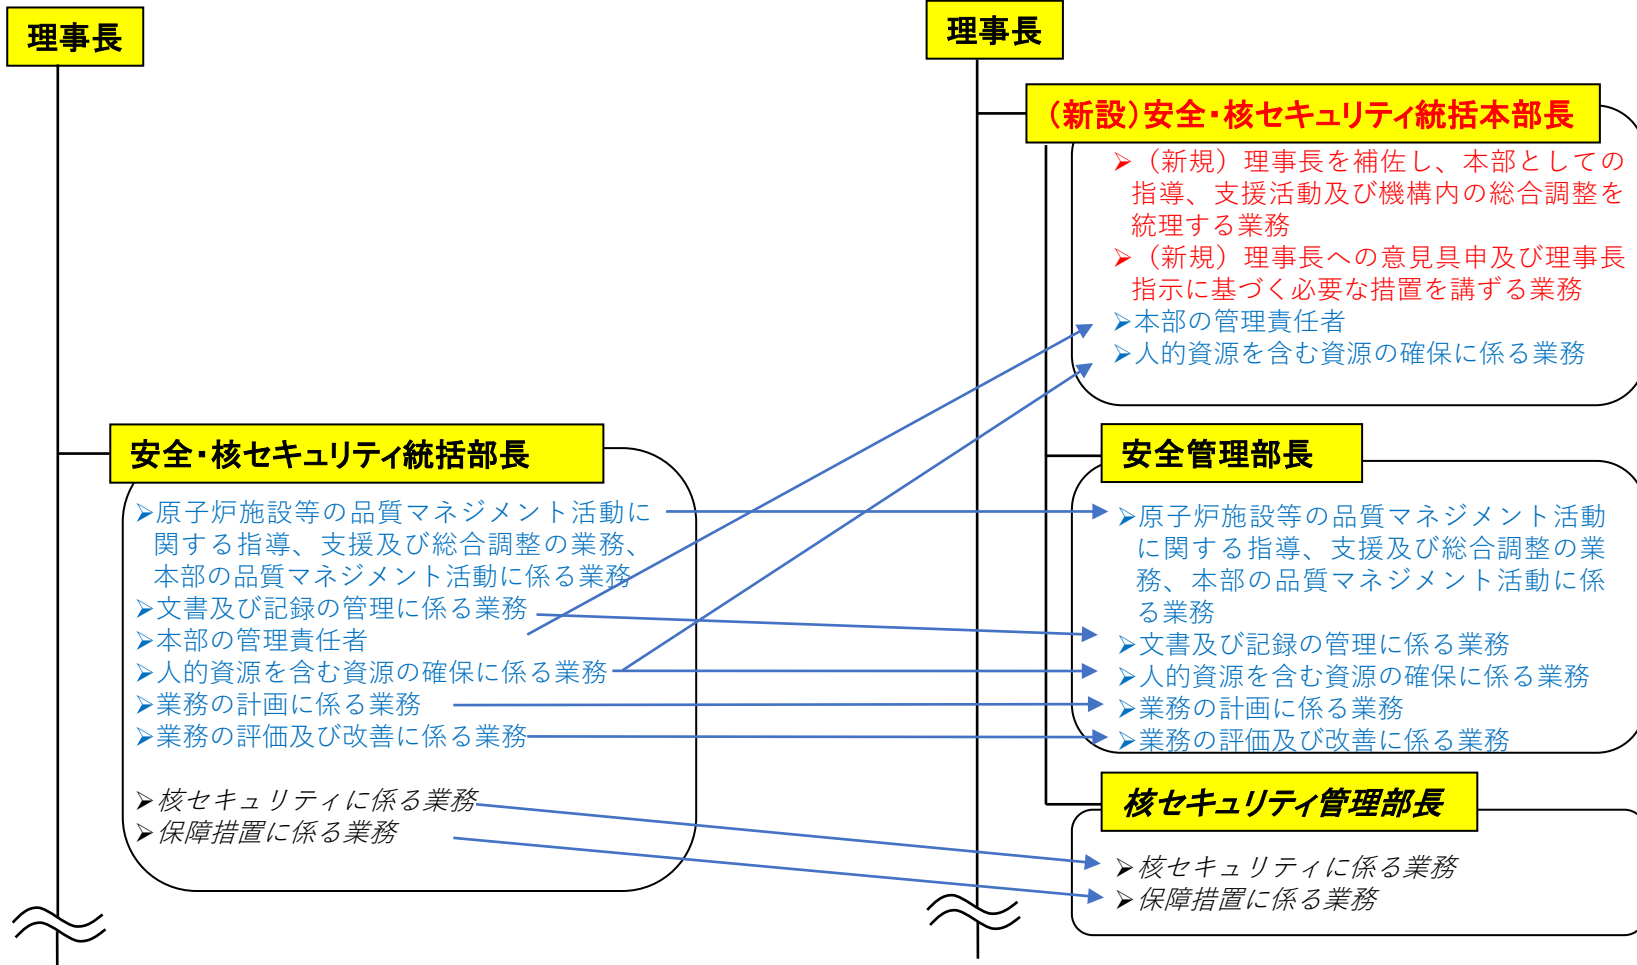 理事長
安全・核セキュリティ統括部長
➢原子炉施設等の品質マネジメント活動に
関する指導、支援及び総合調整の業務、
本部の品質マネジメント活動に係る業務
➢文書及び記録の管理に係る業務
➢本部の管理責任者
➢人的資源を含む資源の確保に係る業務
➢業務の計画に係る業務
➢業務の評価及び改善に係る業務
➢核セキュリティに係る業務
➢保障措置に係る業務
理事長
（新設）安全・核セキュリティ統括本部長
➢（新規）理事長を補佐し、本部としての
指導、支援活動及び機構内の総合調整を
統理する業務
➢（新規）理事長への意見具申及び理事長
指示に基づく必要な措置を講ずる業務
➢本部の管理責任者
➢人的資源を含む資源の確保に係る業務
安全管理部長
➢原子炉施設等の品質マネジメント活動
に関する指導、支援及び総合調整の業
務、本部の品質マネジメント活動に係
る業務
➢文書及び記録の管理に係る業務
➢人的資源を含む資源の確保に係る業務
➢業務の計画に係る業務
➢業務の評価及び改善に係る業務
核セキュリティ管理部長
➢核セキュリティに係る業務
➢保障措置に係る業務